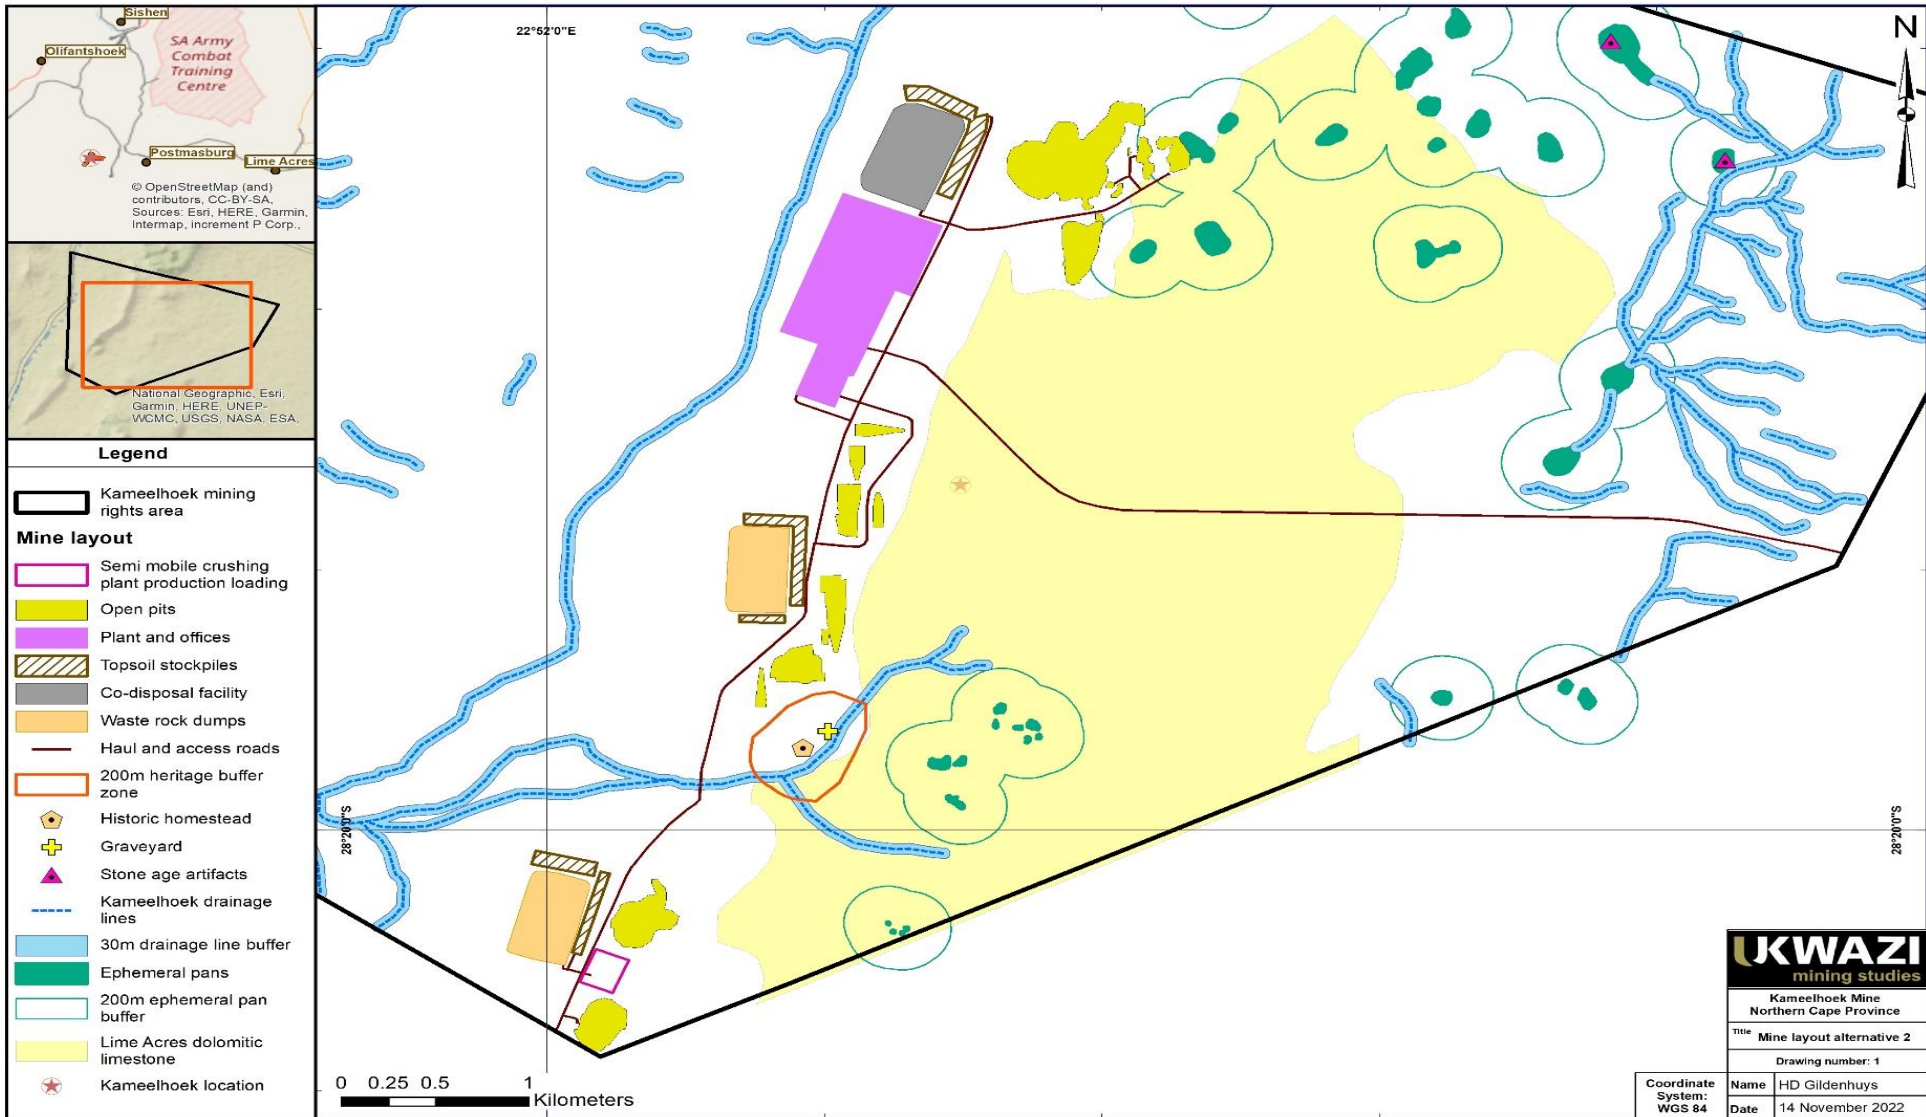 Sishen
Olifantshoek
SA Army
Combat
Training
Centre
Postmasburg
Lime Acres
© OpenStreetMap (and)
contributors, CC-BY-SA,
Sources: Esri, HERE, Garmin,
Intermap, increment P Corp.,
National Geographic, Esri,
Garmin, HERE, UNEP-
WCMC, USGS, NASA, ESA,
Legend
Kameelhoek mining
rights area
Mine layout
Semi mobile crushing
plant production loading
Open pits
Plant and offices
Topsoil stockpiles
Co-disposal facility
Waste rock dumps
Haul and access roads
200m heritage buffer
zone
Historic homestead
Graveyard
Stone age artifacts
Kameelhoek drainage
lines
30m drainage line buffer
Ephemeral pans
200m ephemeral pan
buffer
Lime Acres dolomitic
limestone
Kameelhoek location
22°52'0"E
N
28°20'0"S
28°20'0"S
0 0.25 0.5 1
Kilometers
UKWAZI
mining studies
Kameelhoek Mine
Northern Cape Province
Title Mine layout alternative 2
Drawing number: 1
Coordinate
System:
WGS 84
Name HD Gildenhuys
Date 14 November 2022